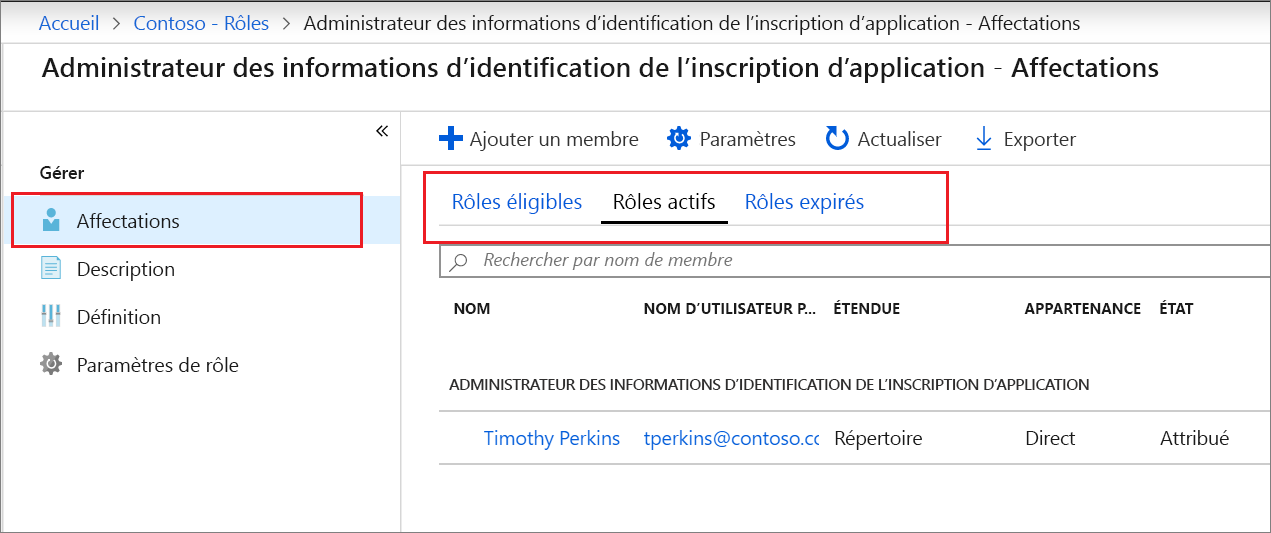 Accueil > Contoso - Rôles > Administrateur des informations d’identification de l’inscription d’application - Affectations
Administrateur des informations d’identification de l’inscription d’application - Affectations
«
Gérer
Affectations
Description
Définition
Paramètres de rôle
Ajouter un membre Paramètres Actualiser Exporter
Rôles éligibles Rôles actifs Rôles expirés
Rechercher par nom de membre
NOM NOM D’UTILISATEUR P... ÉTENDUE APPARTENANCE ÉTAT
ADMINISTRATEUR DES INFORMATIONS D’IDENTIFICATION DE L’INSCRIPTION D’APPLICATION
Timothy Perkins tperkins@contoso.cc Répertoire Direct Attribué